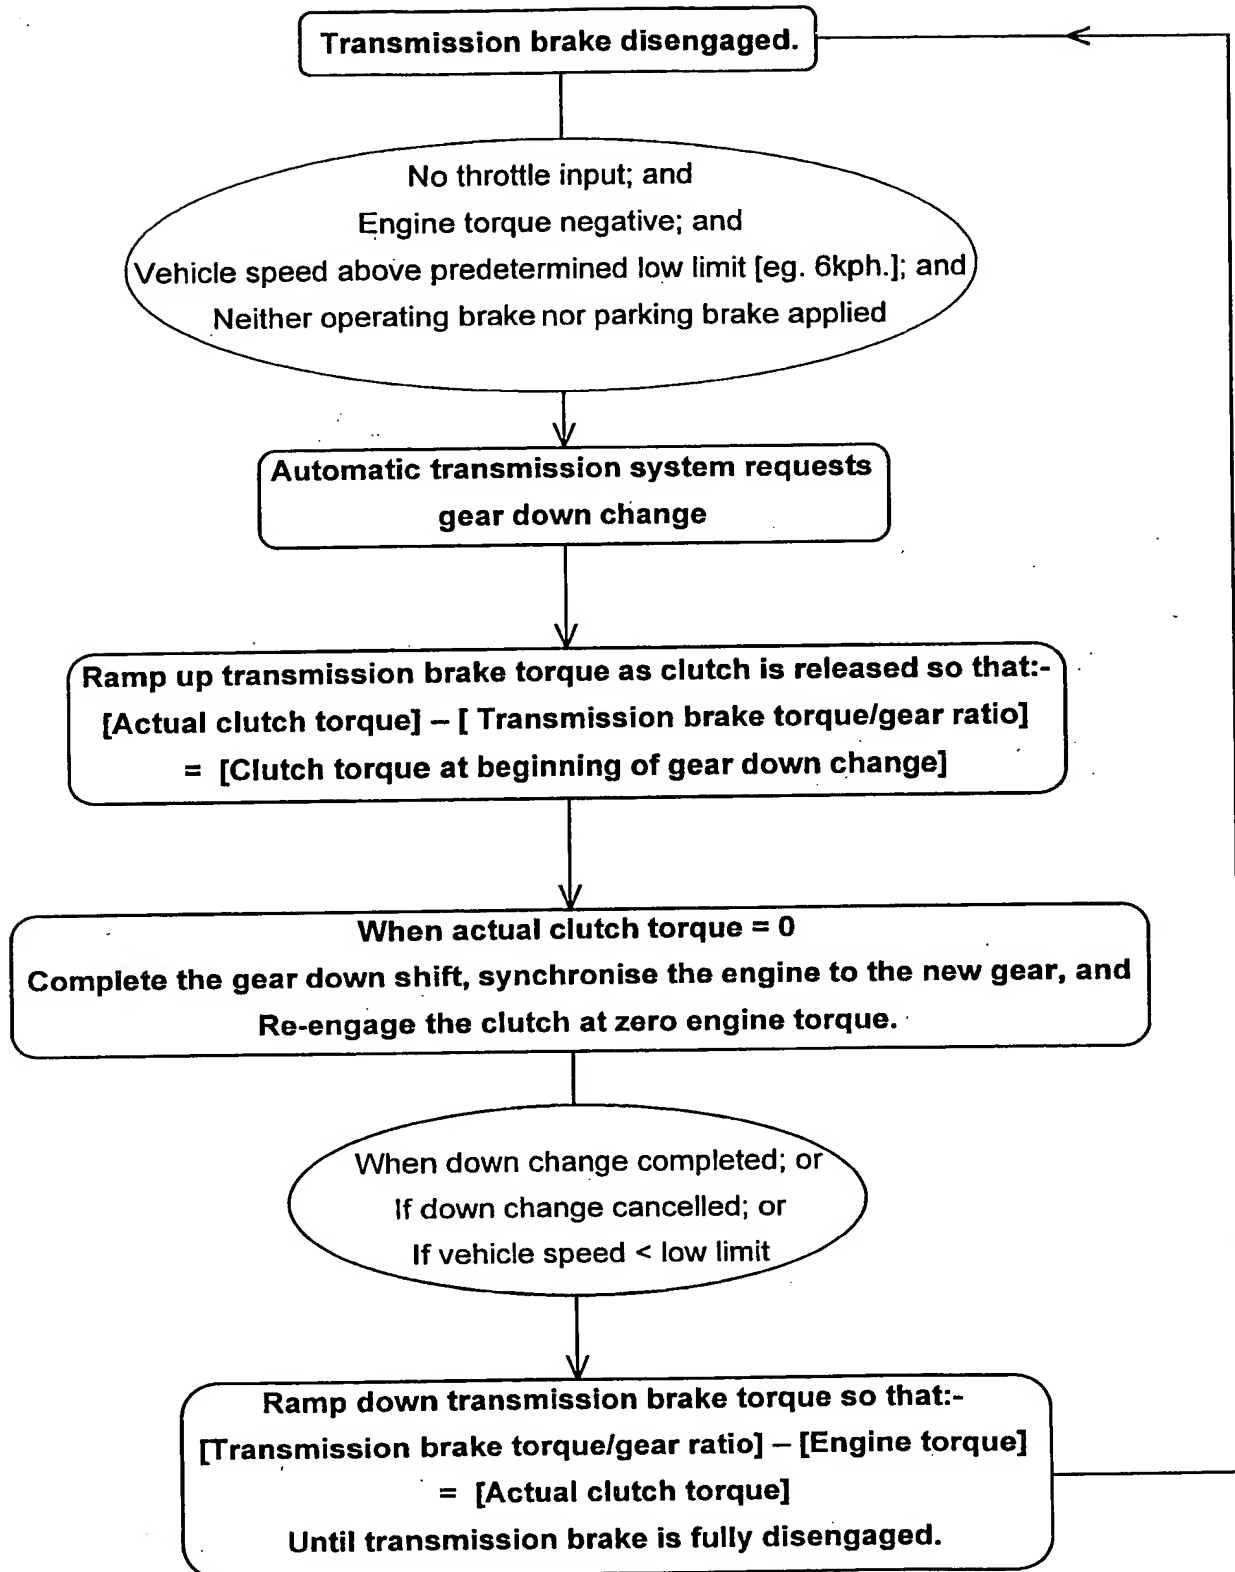 Transmission brake disengaged.
No throttle input; and
Engine torque negative; and
Vehicle speed above predetermined low limit [eg. 6kph.]; and
Neither operating brake nor parking brake applied
Automatic transmission system requests
gear down change
Ramp up transmission brake torque as clutch is released so that:-
[Actual clutch torque] – [ Transmission brake torque/gear ratio]
= [Clutch torque at beginning of gear down change]
When actual clutch torque = 0
Complete the gear down shift, synchronise the engine to the new gear, and
Re-engage the clutch at zero engine torque.
When down change completed; or
If down change cancelled; or
If vehicle speed < low limit
Ramp down transmission brake torque so that:-
[Transmission brake torque/gear ratio] – [Engine torque]
= [Actual clutch torque]
Until transmission brake is fully disengaged.